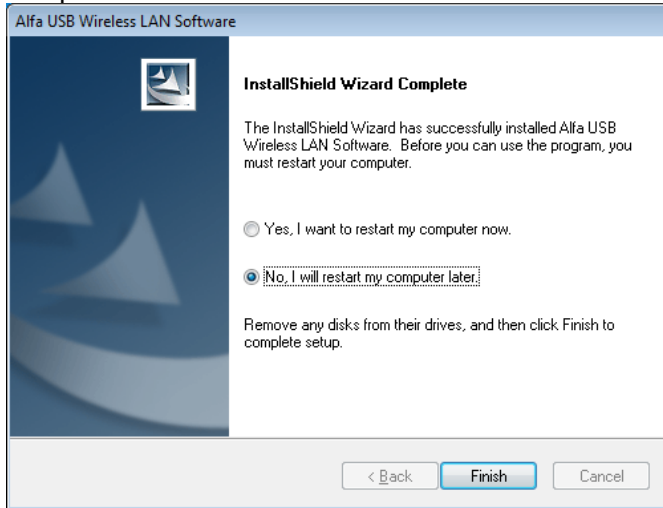 Alfa USB Wireless LAN Software
InstallShield Wizard Complete
The InstallShield Wizard has successfully installed Alfa USB
Wireless LAN Software.  Before you can use the program, you
must restart your computer.
Yes, I want to restart my computer now.
No, I will restart my computer later.
Remove any disks from their drives, and then click Finish to
complete setup.
< Back
Finish
Cancel